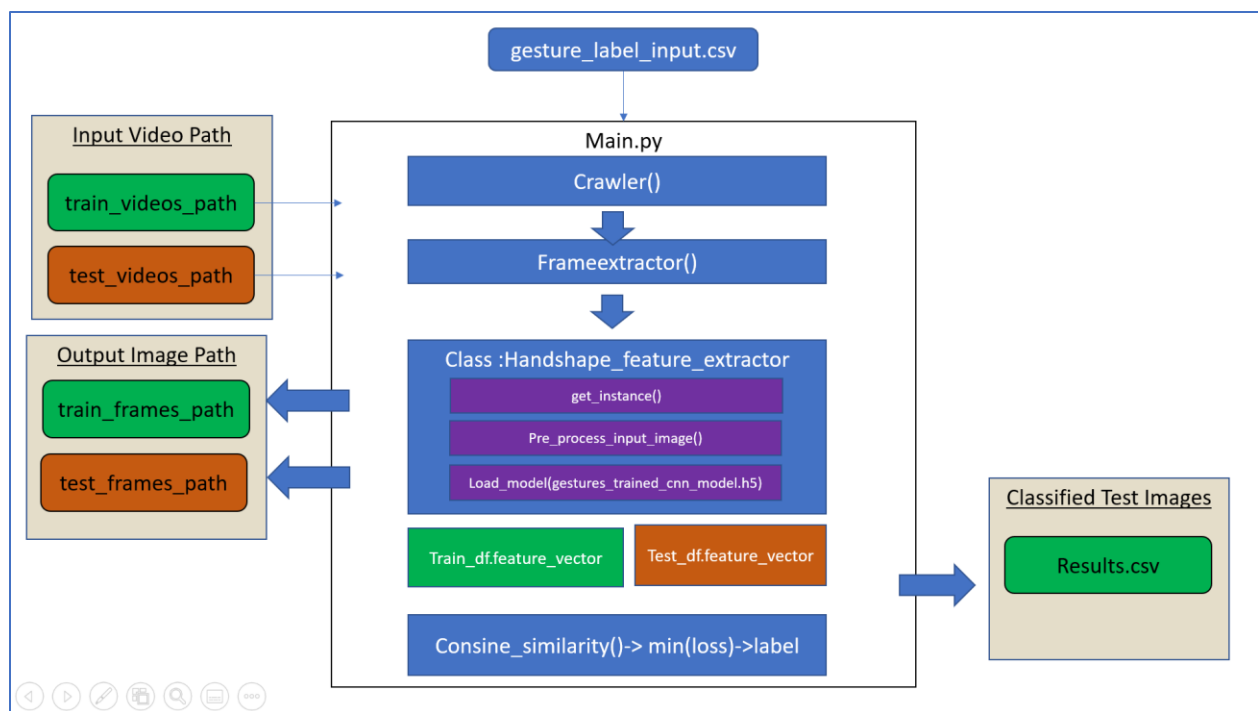 gesture_label_input.csv
Input Video Path
train_videos_path
test_videos_path
Output Image Path
train_frames_path
test_frames_path
Main.py
Crawler()
Frameextractor()
Class :Handshape_feature_extractor
get_instance()
Pre_process_input_image()
Load_model(gestures_trained_cnn_model.h5)
Train_df.feature_vector
Test_df.feature_vector
Consine_similarity()-> min(loss)->label
Classified Test Images
Results.csv